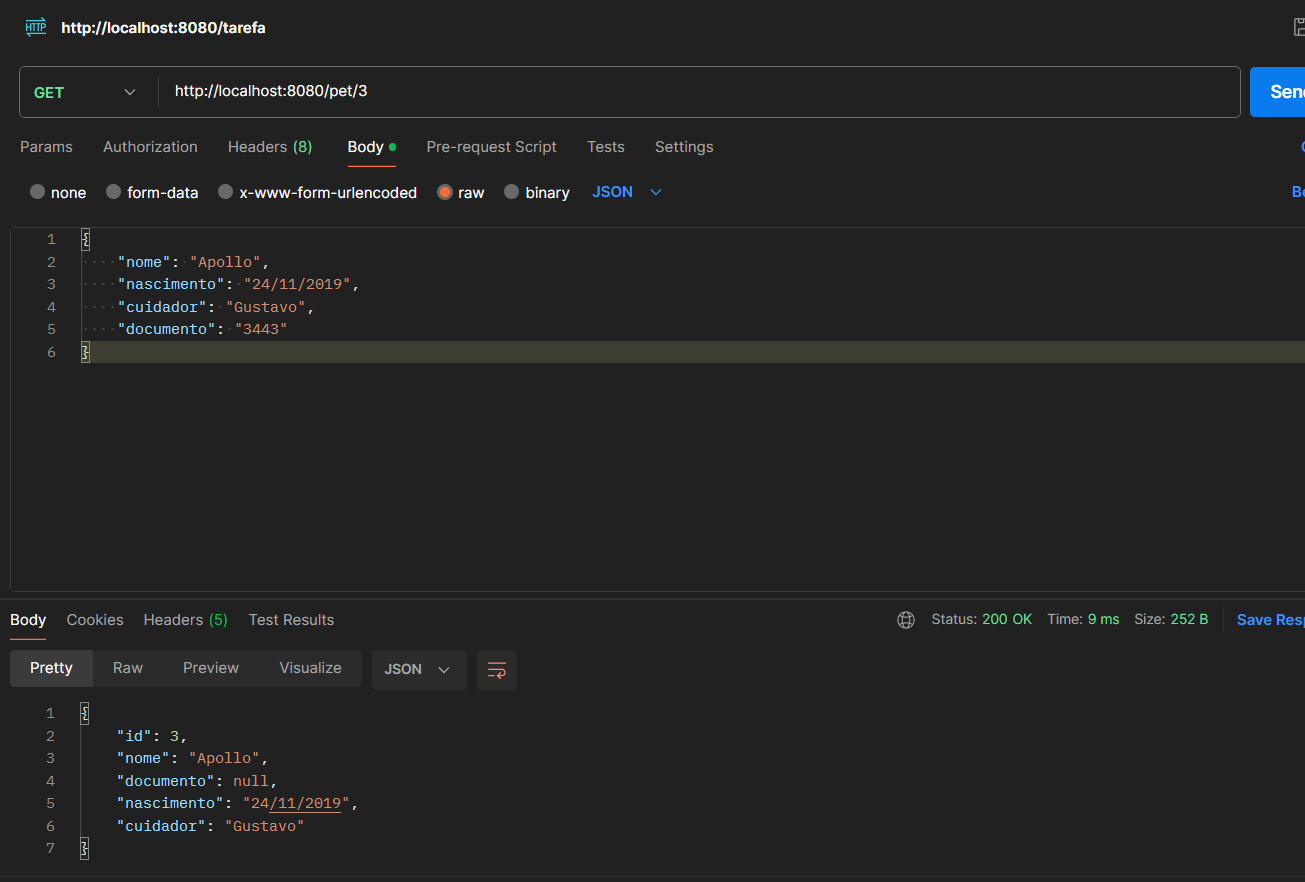 HTTP http://localhost:8080/tarefa
GET http://localhost:8080/pet/3
Params Authorization Headers (8) Body Pre-request Script Tests Settings
none form-data x-www-form-urlencoded raw binary JSON
1 {
2 "nome": "Apollo",
3 "nascimento": "24/11/2019",
4 "cuidador": "Gustavo",
5 "documento": "3443"
6 }
Body Cookies Headers (5) Test Results Status: 200 OK Time: 9 ms Size: 252 B Save
Pretty Raw Preview Visualize JSON
1 {
2 "id": 3,
3 "nome": "Apollo",
4 "documento": null,
5 "nascimento": "24/11/2019",
6 "cuidador": "Gustavo"
7 }